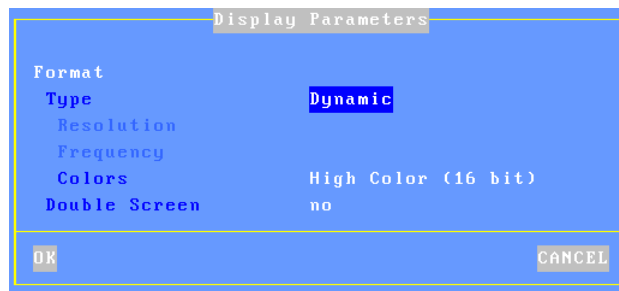 Display Parameters
Format
Type Dynamic
Resolution
Frequency
Colors High Color (16 bit)
Double Screen no
OK CANCEL